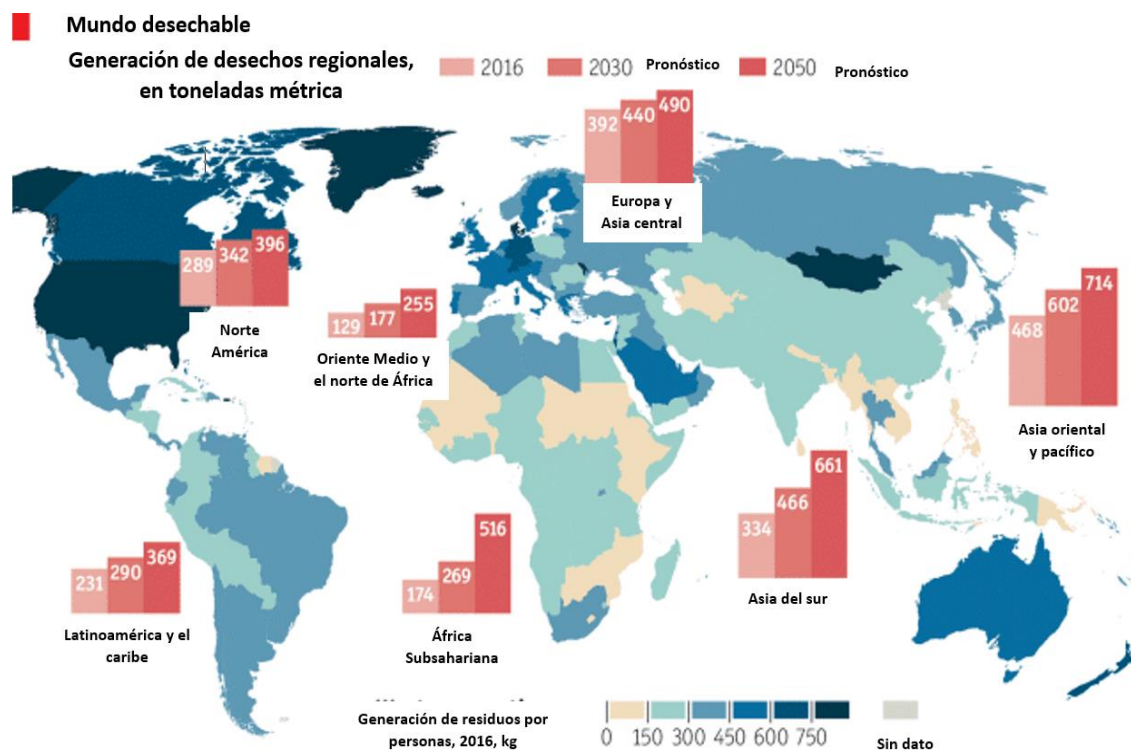 Mundo desechable
Generación de desechos regionales,
en toneladas métrica
2016
2030
Pronóstico
2050
Pronóstico
392 440 490
Europa y
Asia central
289 342 396
Norte
América
129 177 255
Oriente Medio y
el norte de África
468 602 714
Asia oriental
y pacífico
334 466 661
Asia del sur
174 269 516
África
Subsahariana
231 290 369
Latinoamérica y el
caribe
Generación de residuos por
personas, 2016, kg
0 150 300 450 600 750
Sin dato